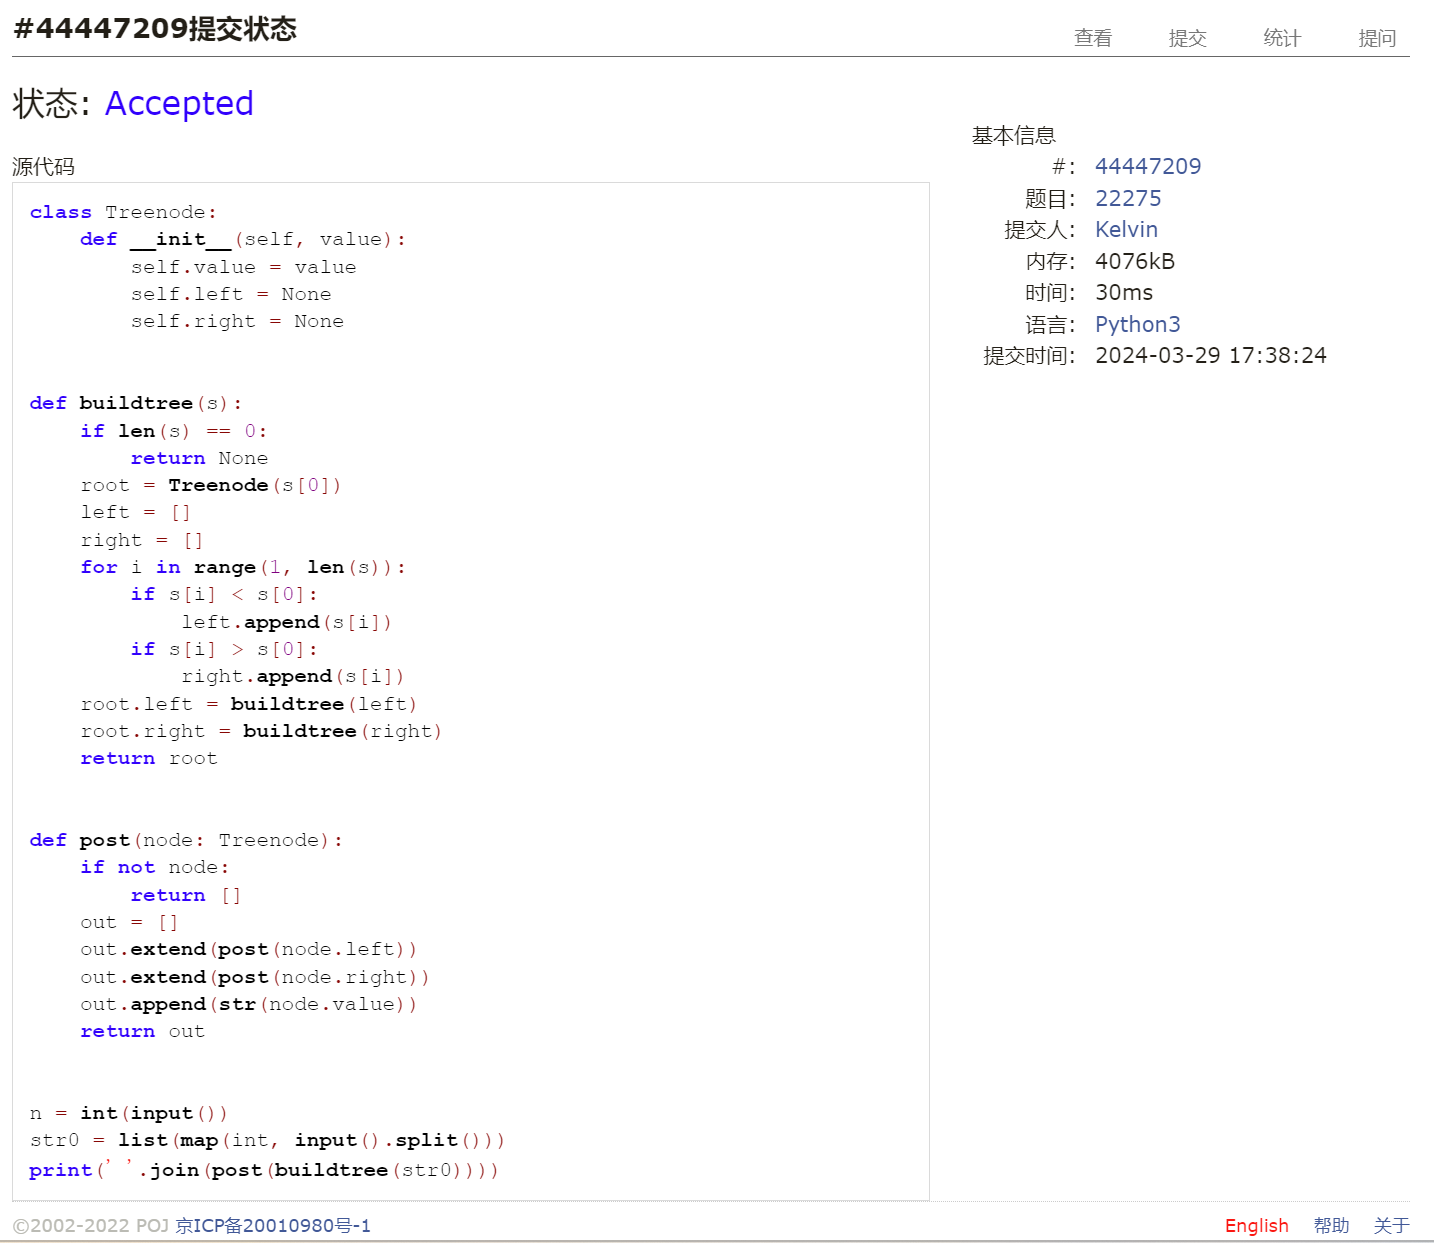 #44447209提交状态
查看 提交 统计 提问
状态: Accepted
源代码
class Treenode:
    def __init__(self, value):
        self.value = value
        self.left = None
        self.right = None
def buildtree(s):
    if len(s) == 0:
        return None
    root = Treenode(s[0])
    left = []
    right = []
    for i in range(1, len(s)):
        if s[i] < s[0]:
            left.append(s[i])
        if s[i] > s[0]:
            right.append(s[i])
    root.left = buildtree(left)
    root.right = buildtree(right)
    return root
def post(node: Treenode):
    if not node:
        return []
    out = []
    out.extend(post(node.left))
    out.extend(post(node.right))
    out.append(str(node.value))
    return out
n = int(input())
str0 = list(map(int, input().split()))
print(' '.join(post(buildtree(str0))))
基本信息
#: 44447209
题目: 22275
提交人: Kelvin
内存: 4076kB
时间: 30ms
语言: Python3
提交时间: 2024-03-29 17:38:24
©2002-2022 POJ 京ICP备20010980号-1
English 帮助 关于